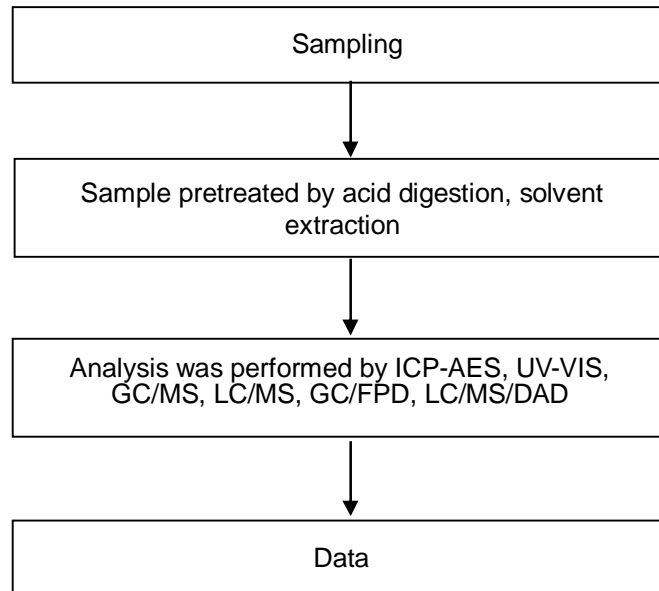 Sampling
Sample pretreated by acid digestion, solvent
extraction
Analysis was performed by ICP-AES, UV-VIS,
GC/MS, LC/MS, GC/FPD, LC/MS/DAD
Data